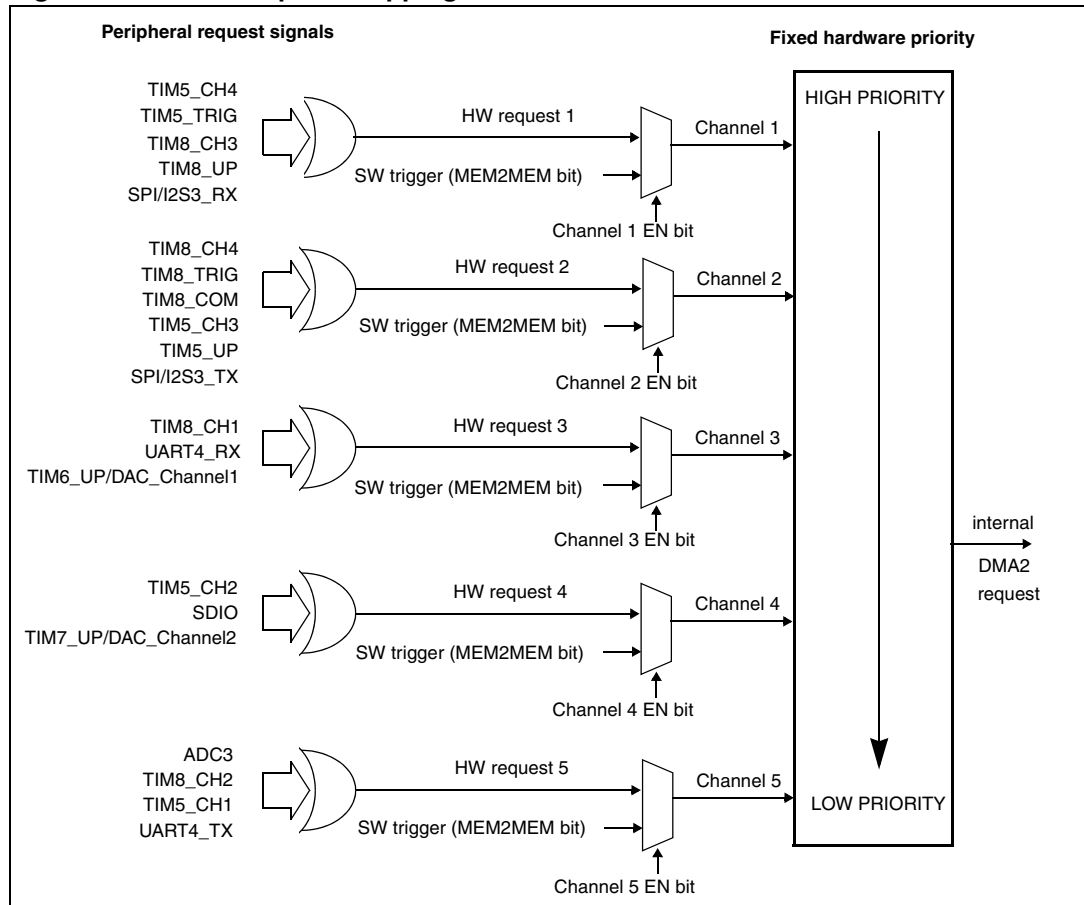 Peripheral request signals
Fixed hardware priority
TIM5_CH4
TIM5_TRIG
TIM8_CH3
TIM8_UP
SPI/I2S3_RX
HW request 1
SW trigger (MEM2MEM bit)
Channel 1
Channel 1 EN bit
HIGH PRIORITY
TIM8_CH4
TIM8_TRIG
TIM8_COM
TIM5_CH3
TIM5_UP
SPI/I2S3_TX
HW request 2
SW trigger (MEM2MEM bit)
Channel 2
Channel 2 EN bit
TIM8_CH1
UART4_RX
TIM6_UP/DAC_Channel1
HW request 3
SW trigger (MEM2MEM bit)
Channel 3
Channel 3 EN bit
internal
DMA2
request
TIM5_CH2
SDIO
TIM7_UP/DAC_Channel2
HW request 4
SW trigger (MEM2MEM bit)
Channel 4
Channel 4 EN bit
ADC3
TIM8_CH2
TIM5_CH1
UART4_TX
HW request 5
SW trigger (MEM2MEM bit)
Channel 5
Channel 5 EN bit
LOW PRIORITY